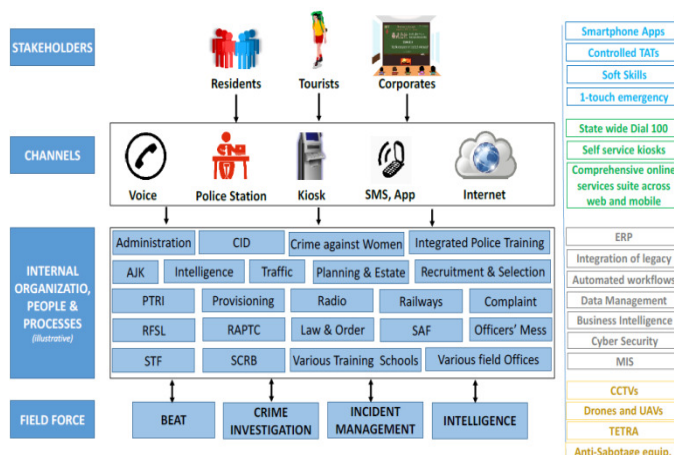 STAKEHOLDERS
Residents
Tourists
Corporates
CHANNELS
Voice
Police Station
Kiosk
SMS, App
Internet
INTERNAL
ORGANIZATIO,
PEOPLE &
PROCESSES
(illustrative)
Administration
CID
Crime against Women
Integrated Police Training
AJK
Intelligence
Traffic
Planning & Estate
Recruitment & Selection
PTRI
Provisioning
Radio
Railways
Complaint
RFSL
RAPTC
Law & Order
SAF
Officers' Mess
STF
SCRB
Various Training Schools
Various field Offices
FIELD FORCE
BEAT
CRIME
INVESTIGATION
INCIDENT
MANAGEMENT
INTELLIGENCE
Smartphone Apps
Controlled TATs
Soft Skills
1-touch emergency
State wide Dial 100
Self service kiosks
Comprehensive online
services suite across
web and mobile
ERP
Integration of legacy
Automated workflows
Data Management
Business Intelligence
Cyber Security
MIS
CCTVs
Drones and UAVs
TETRA
Anti-Sabotage equip.